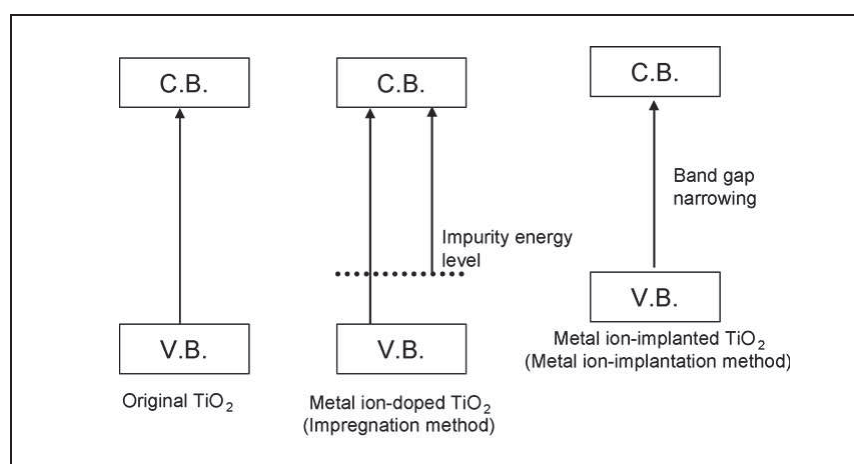 C.B.
V.B.
Original TiO₂
C.B.
Impurity energy
level
V.B.
Metal ion-doped TiO₂
(Impregnation method)
C.B.
Band gap
narrowing
V.B.
Metal ion-implanted TiO₂
(Metal ion-implantation method)